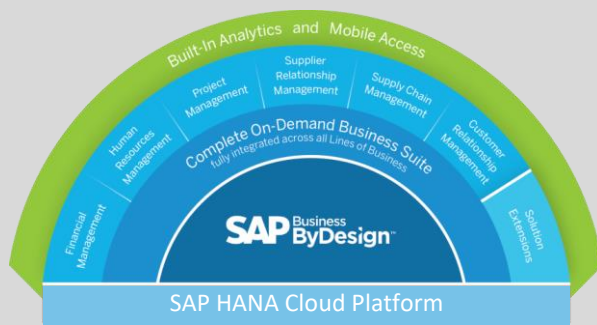 Built-In Analytics and Mobile Access
Financial
Management
Human
Resources
Management
Project
Management
Supplier
Relationship
Management
Supply Chain
Management
Customer
Relationship
Management
Solution
Extensions
Complete On-Demand Business Suite
fully integrated across all Lines of Business
SAP Business
ByDesign™
SAP HANA Cloud Platform